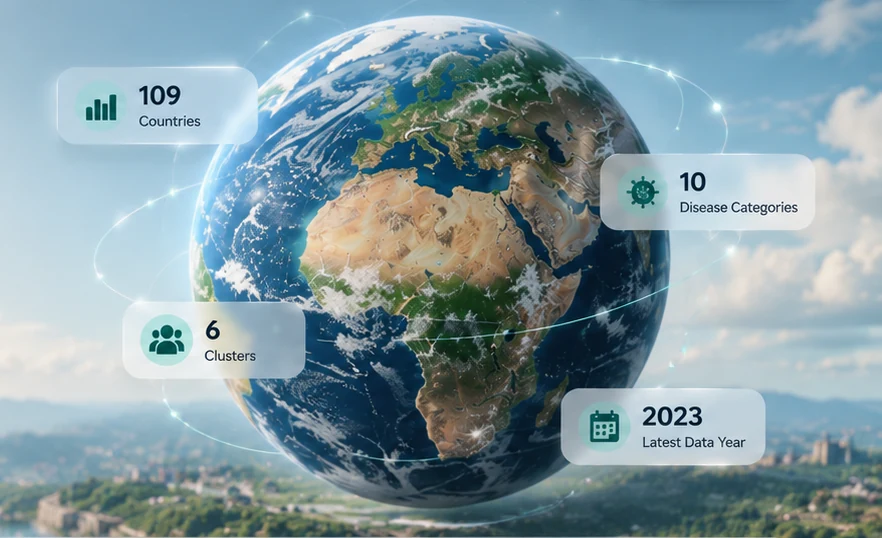 109
Countries
10
Disease Categories
6
Clusters
2023
Latest Data Year